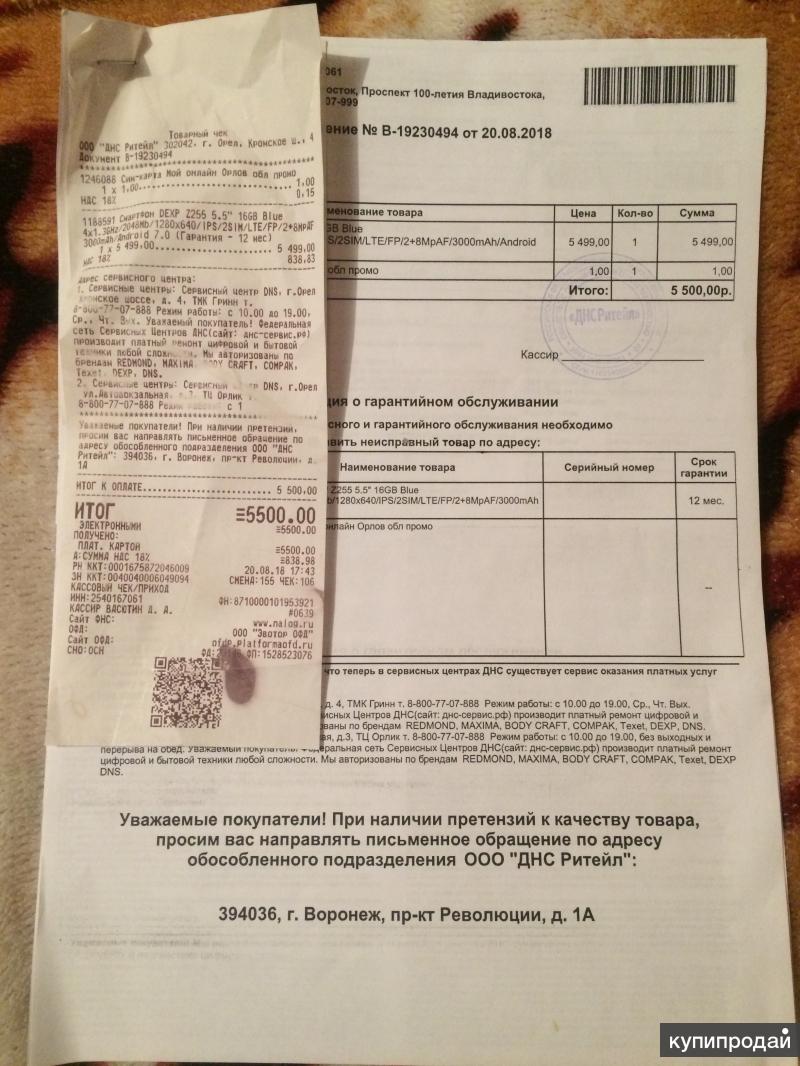 Товарный чек
ООО "ДНС Ритейл" 302042, г. Орел, Кромское ш., 4
Документ В-19230494
1246088 Сим-карта Мой онлайн Орлов обл промо
1 x 1,00 1,00
НДС 18% 0,15
1188591 Смартфон DEXP Z255 5.5" 16GB Blue
4x1.3GHz/2048Mb/1280x640/IPS/2SIM/LTE/FP/2+8MpAF
3000mAh/Android 7.0 (Гарантия - 12 мес)
1 x 5 499,00 5 499,00
НДС 18% 838,83
Адрес сервисного центра:
1. Сервисные центры: Сервисный центр DNS, г.Орел
шоссе, д. 4, ТМК Гринн т.
8-800-77-07-888 Режим работы: с 10.00 до 19.00,
Ср., Чт. Вых. Уважаемый покупатель! Федеральная
сеть Сервисных Центров ДНС(сайт: днс-сервис.рф)
производит платный ремонт цифровой и бытовой
техники любой Мы авторизованы по
брендам REDMOND, MAXIMA, CRAFT, COMPAK,
Texet, DEXP, DNS.
2. Сервисные центры: Сервисный DNS, г.Орел
ул.Автовокзальная ТЦ Орлик
8-800-77-07-888 с 1
Уважаемые покупатели! При наличии претензий,
просим вас направлять письменное обращение по
адресу обособленного подразделения ООО "ДНС
Ритейл": 394036, г. Воронеж, пр-кт Революции, д.
1А
ИТОГ К ОПЛАТЕ 5 500,00
ИТОГ ≡5500.00
ЭЛЕКТРОННЫМИ ≡5500.00
ПОЛУЧЕНО:
ПЛАТ. КАРТОЙ ≡5500.00
А:СУММА НДС 18% ≡838.98
РН ККТ:0001675872046009 20.08.18 17:43
ЗН ККТ:0040040006049094 СМЕНА:155 ЧЕК:106
КАССОВЫЙ ЧЕК/ПРИХОД
ИНН:2540167061 ФН:8710000101953921
КАССИР ВАСЮТИН Д. А. #0639
Сайт ФНС: www.nalog.ru
ОФД: ООО "Эвотор ОФД"
Сайт ОФД: ofdp.platformaofd.ru
СНО:ОСН ФП:1528523076
061
осток, Проспект 100-летия Владивостока,
07-999
ение № В-19230494 от 20.08.2018
менование товара Цена Кол-во Сумма
GB Blue
S/2SIM/LTE/FP/2+8MpAF/3000mAh/Android 5 499,00 1 5 499,00
обл промо 1,00 1 1,00
Итого: 5 500,00р.
«ДНС Ритейл»
Кассир
ция о гарантийном обслуживании
сного и гарантийного обслуживания необходимо
вить неисправный товар по адресу:
Наименование товара Серийный номер Срок гарантии
Z255 5.5" 16GB Blue
b/1280x640/IPS/2SIM/LTE/FP/2+8MpAF/3000mAh 12 мес.
нлайн Орлов обл промо --
что теперь в сервисных центрах ДНС существует сервис оказания платных услуг
д. 4, ТМК Гринн т. 8-800-77-07-888 Режим работы: с 10.00 до 19.00, Ср., Чт. Вых.
висных Центров ДНС(сайт: днс-сервис.рф) производит платный ремонт цифровой и
ованы по брендам REDMOND, MAXIMA, BODY CRAFT, COMPAK, Texet, DEXP, DNS.
ая, д.3, ТЦ Орлик т. 8-800-77-07-888 Режим работы: с 10.00 до 19.00, без выходных и
перерыва на обед. Уважаемый покупатель! Федеральная сеть Сервисных Центров ДНС(сайт: днс-сервис.рф) производит платный ремонт
цифровой и бытовой техники любой сложности. Мы авторизованы по брендам REDMOND, MAXIMA, BODY CRAFT, COMPAK, Texet, DEXP
DNS.
Уважаемые покупатели! При наличии претензий к качеству товара,
просим вас направлять письменное обращение по адресу
обособленного подразделения ООО "ДНС Ритейл":
394036, г. Воронеж, пр-кт Революции, д. 1А
купипродай